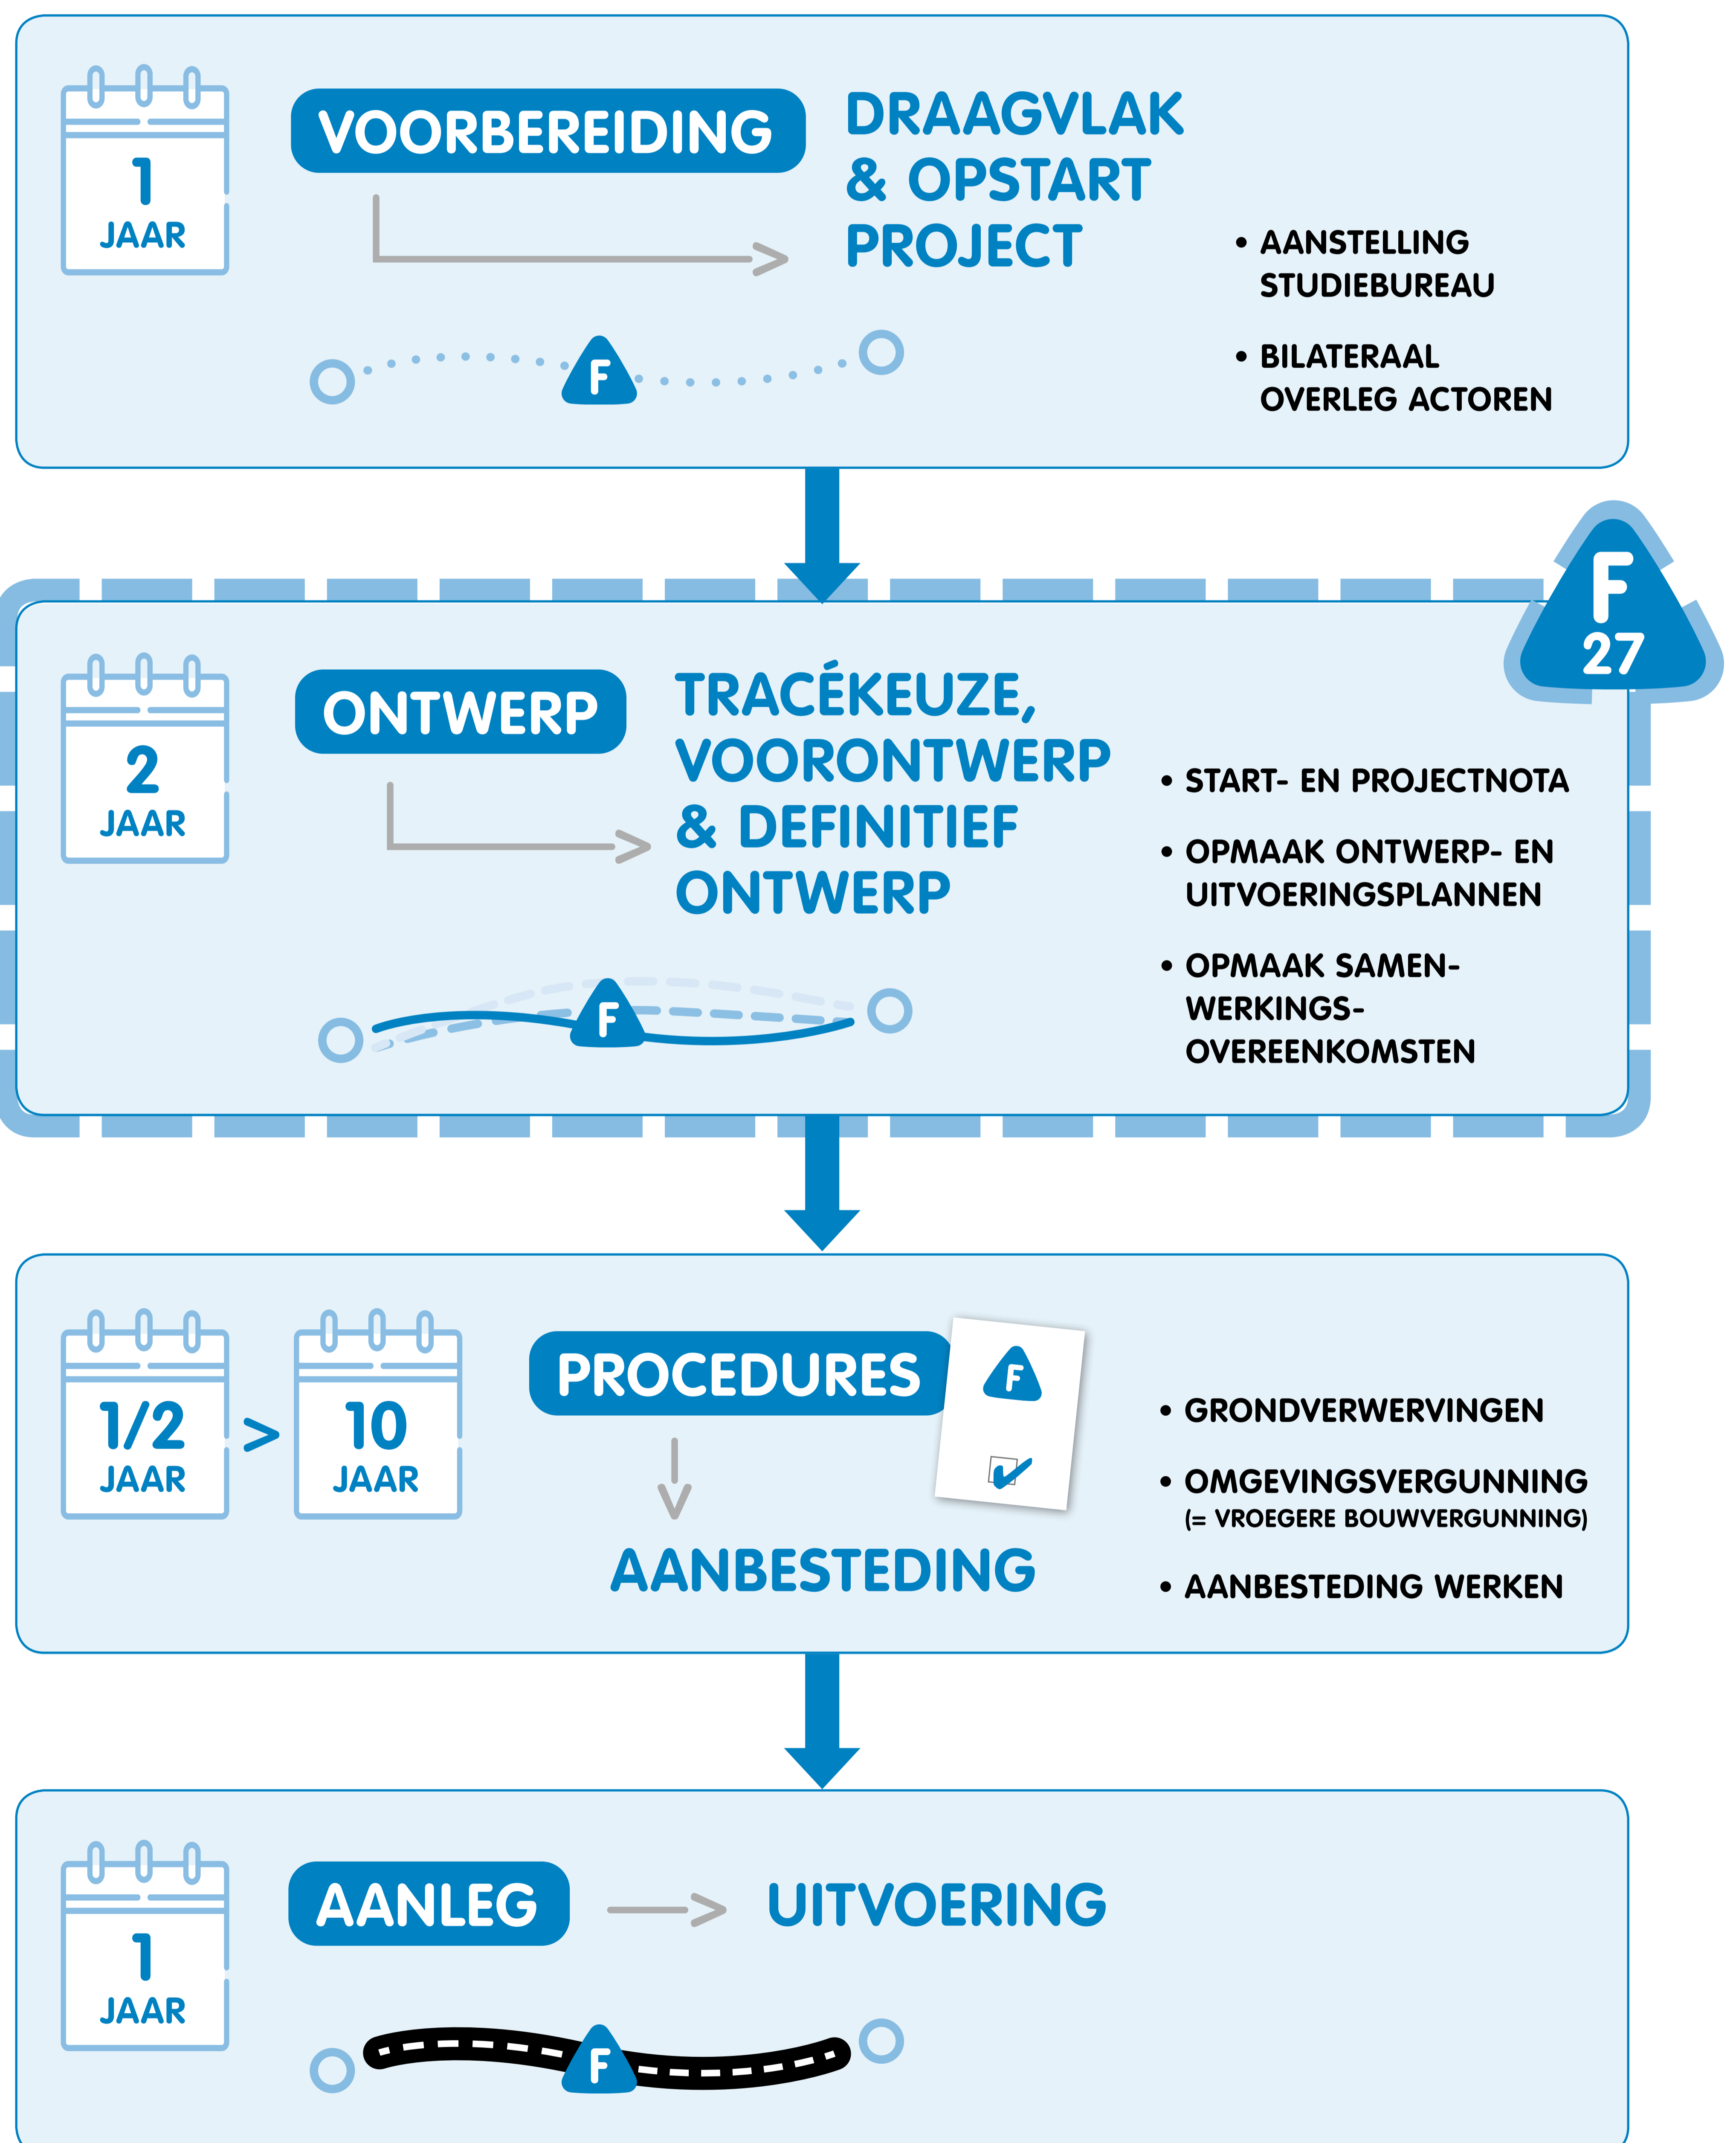 1
JAAR
VOORBEREIDING
DRAAGVLAK
& OPSTART
PROJECT
• AANSTELLING
STUDIEBUREAU
• BILATERAAL
OVERLEG ACTOREN
F
F
27
2
JAAR
ONTWERP
TRACÉKEUZE,
VOORONTWERP
& DEFINITIEF
ONTWERP
• START- EN PROJECTNOTA
• OPMAAK ONTWERP- EN
UITVOERINGSPLANNEN
• OPMAAK SAMEN-
WERKINGS-
OVEREENKOMSTEN
F
1/2
JAAR
>
10
JAAR
PROCEDURES
F
AANBESTEDING
• GRONDVERWERVINGEN
• OMGEVINGSVERGUNNING
(= VROEGERE BOUWVERGUNNING)
• AANBESTEDING WERKEN
1
JAAR
AANLEG
UITVOERING
F